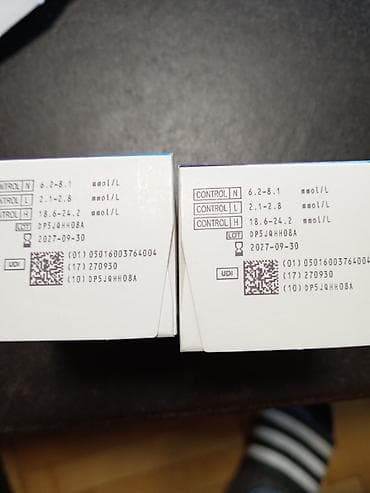 CONTROL N 6.2-8.1 mmol/L
CONTROL L 2.1-2.8 mmol/L
CONTROL H 18.6-24.2 mmol/L
LOT DP5JQHH08A
2027-09-30
UDI
(01) 05016003764004
(17) 270930
(10) DP5JQHH08A
CONTROL N 6.2-8.1 mmol/L
CONTROL L 2.1-2.8 mmol/L
CONTROL H 18.6-24.2 mmol/L
LOT DP5JQHH08A
2027-09-30
UDI
(01) 0501600376400
(17) 270930
(10) DP5JQHH08A